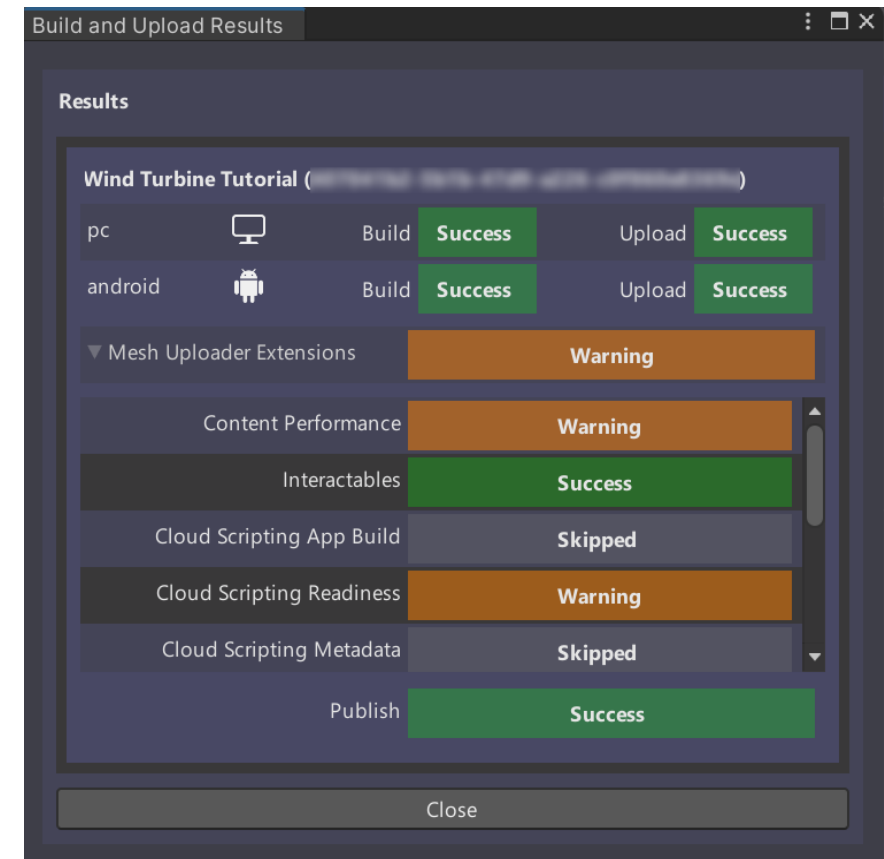 Build and Upload Results
Results
Wind Turbine Tutorial ( )
pc Build Success Upload Success
android Build Success Upload Success
Mesh Uploader Extensions Warning
Content Performance Warning
Interactables Success
Cloud Scripting App Build Skipped
Cloud Scripting Readiness Warning
Cloud Scripting Metadata Skipped
Publish Success
Close